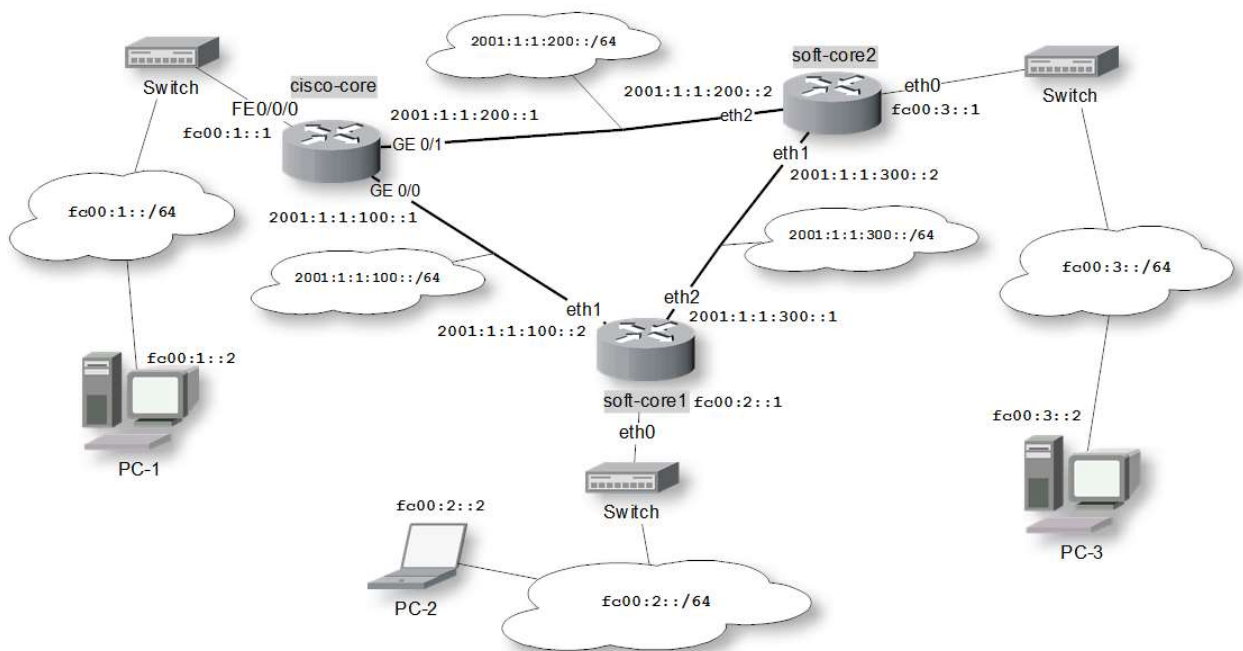 2001:1:1:200::/64
soft-core2
Switch
cisco-core
eth0
Switch
FE0/0/0
2001:1:1:200::1
2001:1:1:200::2
fc00:3::1
fc00:1::1
eth2
GE 0/1
eth1
GE 0/0
2001:1:1:300::2
fc00:1::/64
2001:1:1:100::1
2001:1:1:300::/64
2001:1:1:100::/64
fc00:3::/64
eth2
eth1
2001:1:1:300::1
2001:1:1:100::2
fc00:1::2
soft-core1
fc00:2::1
fc00:3::2
eth0
PC-1
fc00:2::2
Switch
PC-3
PC-2
fc00:2::/64